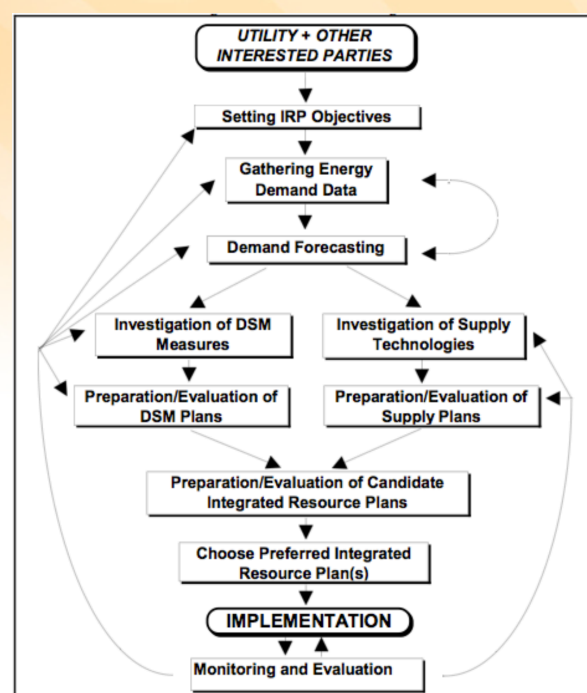 UTILITY + OTHER
INTERESTED PARTIES
Setting IRP Objectives
Gathering Energy
Demand Data
Demand Forecasting
Investigation of DSM
Measures
Investigation of Supply
Technologies
Preparation/Evaluation of
DSM Plans
Preparation/Evaluation of
Supply Plans
Preparation/Evaluation of Candidate
Integrated Resource Plans
Choose Preferred Integrated
Resource Plan(s)
IMPLEMENTATION
Monitoring and Evaluation